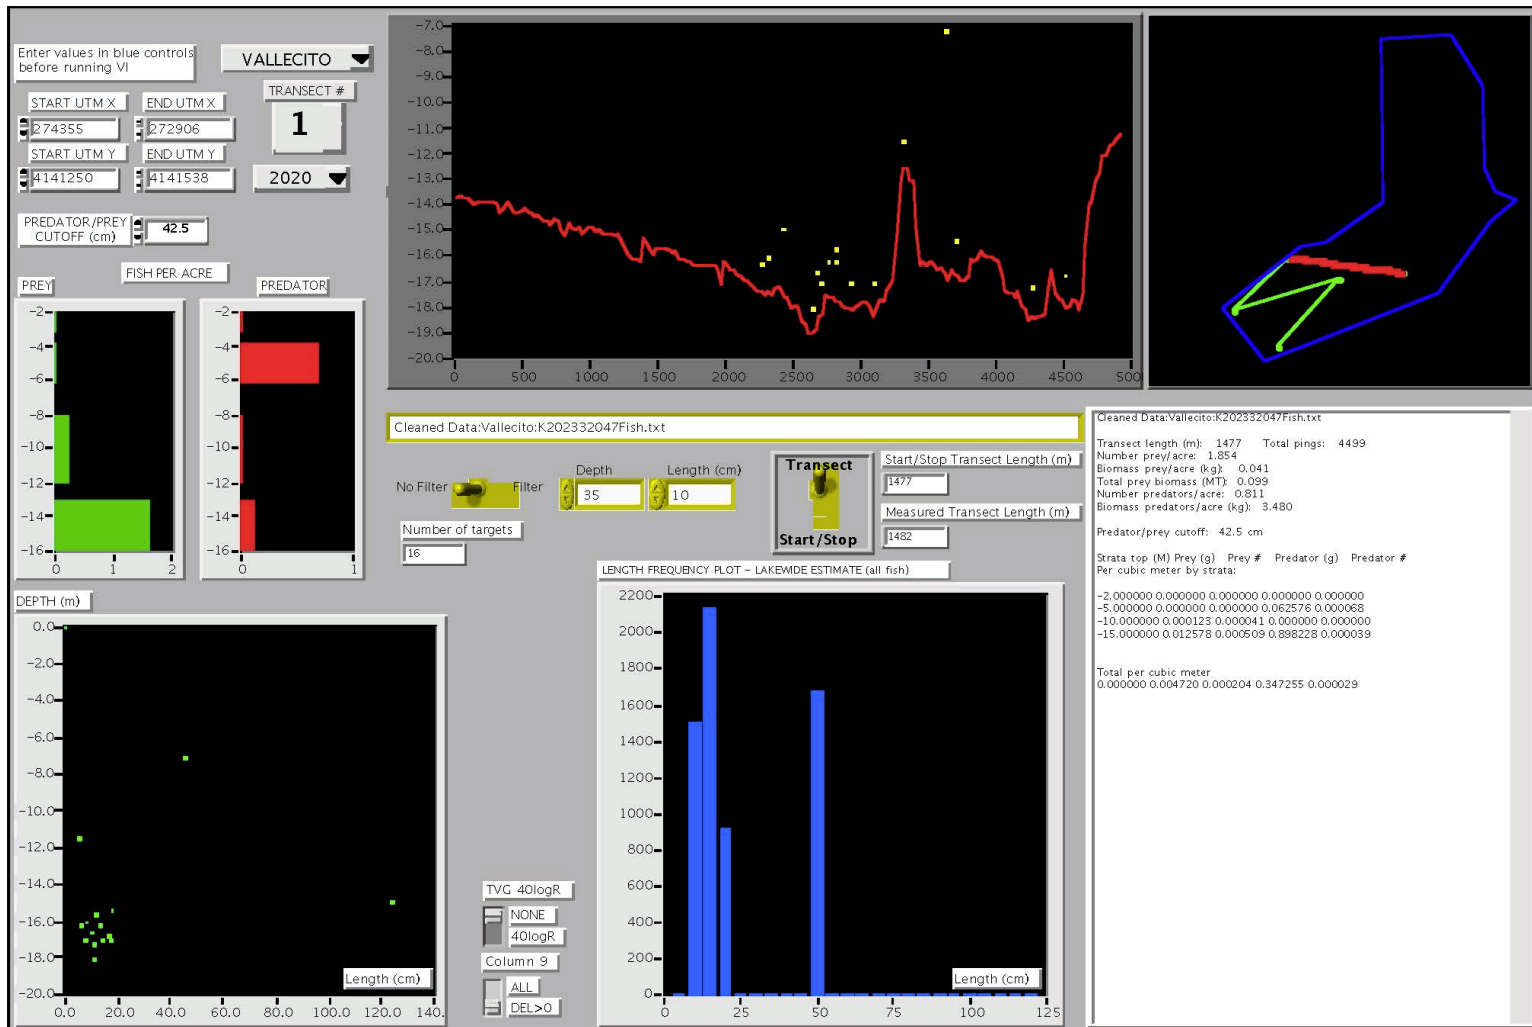 Enter values in blue controls
before running VI
VALLECITO
TRANSECT #
1
START UTM X
END UTM X
274355
272906
START UTM Y
END UTM Y
4141250
4141538
2020
PREDATOR/PREY
CUTOFF (cm)
42.5
FISH PER ACRE
PREY
PREDATOR
-2
-4
-6
-8
-10
-12
-14
-16
0
1
2
-2
-4
-6
-8
-10
-12
-14
-16
0
1
-7.0
-8.0
-9.0
-10.0
-11.0
-12.0
-13.0
-14.0
-15.0
-16.0
-17.0
-18.0
-19.0
-20.0
0
500
1000
1500
2000
2500
3000
3500
4000
4500
500
Cleaned Data:Vallecito:K202332047Fish.txt
No Filter
Filter
Depth
35
Length (cm)
10
Number of targets
16
Transect
Start/Stop
Start/Stop Transect Length (m)
1477
Measured Transect Length (m)
1482
Cleaned Data:Vallecito:K202332047Fish.txt
Transect length (m): 1477 Total pings: 4499
Number prey/acre: 1.854
Biomass prey/acre (kg): 0.041
Total prey biomass (MT): 0.099
Number predators/acre: 0.811
Biomass predators/acre (kg): 3.480
Predator/prey cutoff: 42.5 cm
Strata top (M) Prey (g) Prey # Predator (g) Predator #
Per cubic meter by strata:
-2.000000 0.000000 0.000000 0.000000 0.000000
-5.000000 0.000000 0.000000 0.062576 0.000068
-10.000000 0.000123 0.000041 0.000000 0.000000
-15.000000 0.012578 0.000509 0.898228 0.000039
Total per cubic meter
0.000000 0.004720 0.000204 0.347255 0.000029
DEPTH (m)
0.0
-2.0
-4.0
-6.0
-8.0
-10.0
-12.0
-14.0
-16.0
-18.0
-20.0
Length (cm)
0.0
20.0
40.0
60.0
80.0
100.0
120.0
140.
TVG 40logR
NONE
40logR
Column 9
ALL
DEL>0
LENGTH FREQUENCY PLOT - LAKEWIDE ESTIMATE (all fish)
2200
2000
1800
1600
1400
1200
1000
800
600
400
200
0
Length (cm)
0
25
50
75
100
125